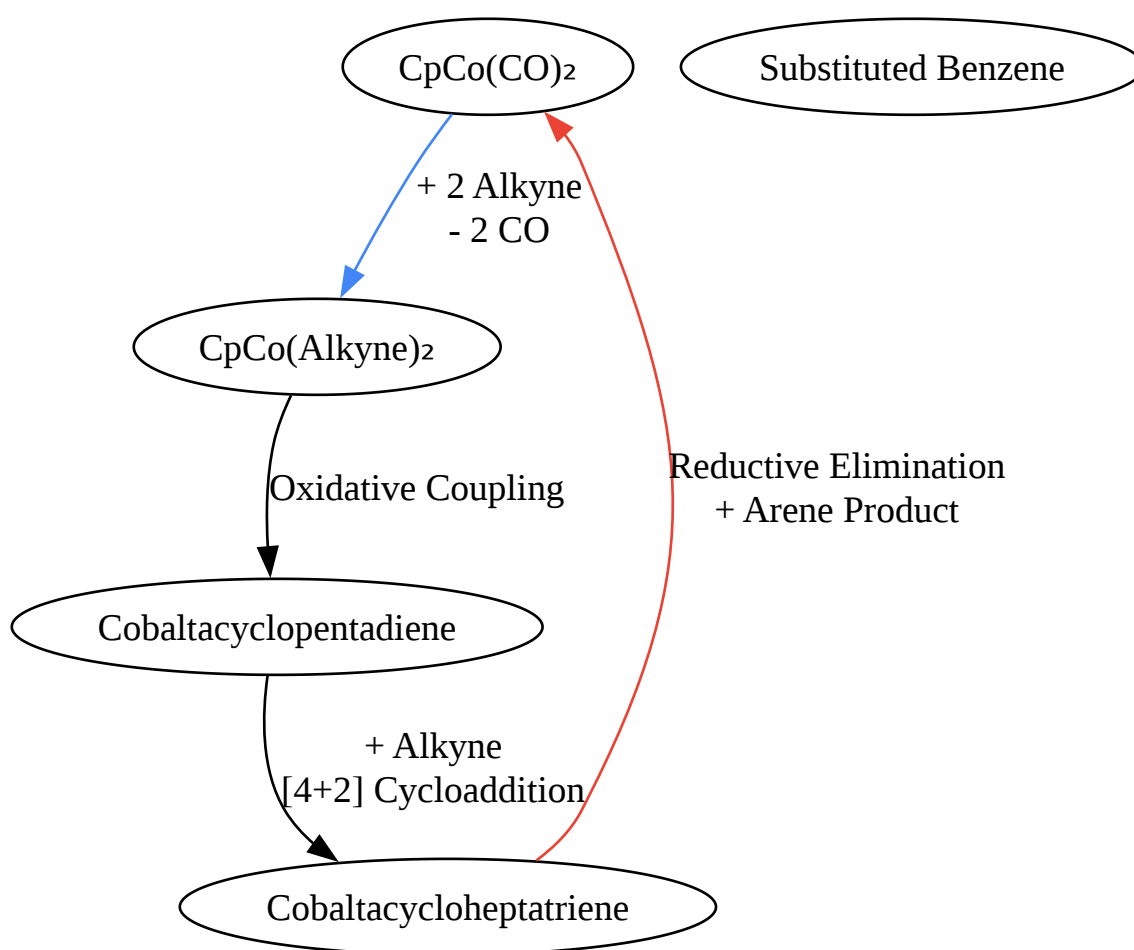 CpCo(CO)₂
Substituted Benzene
+ 2 Alkyne
- 2 CO
CpCo(Alkyne)₂
Reductive Elimination
+ Arene Product
Oxidative Coupling
Cobaltacyclopentadiene
+ Alkyne
[4+2] Cycloaddition
Cobaltacycloheptatriene